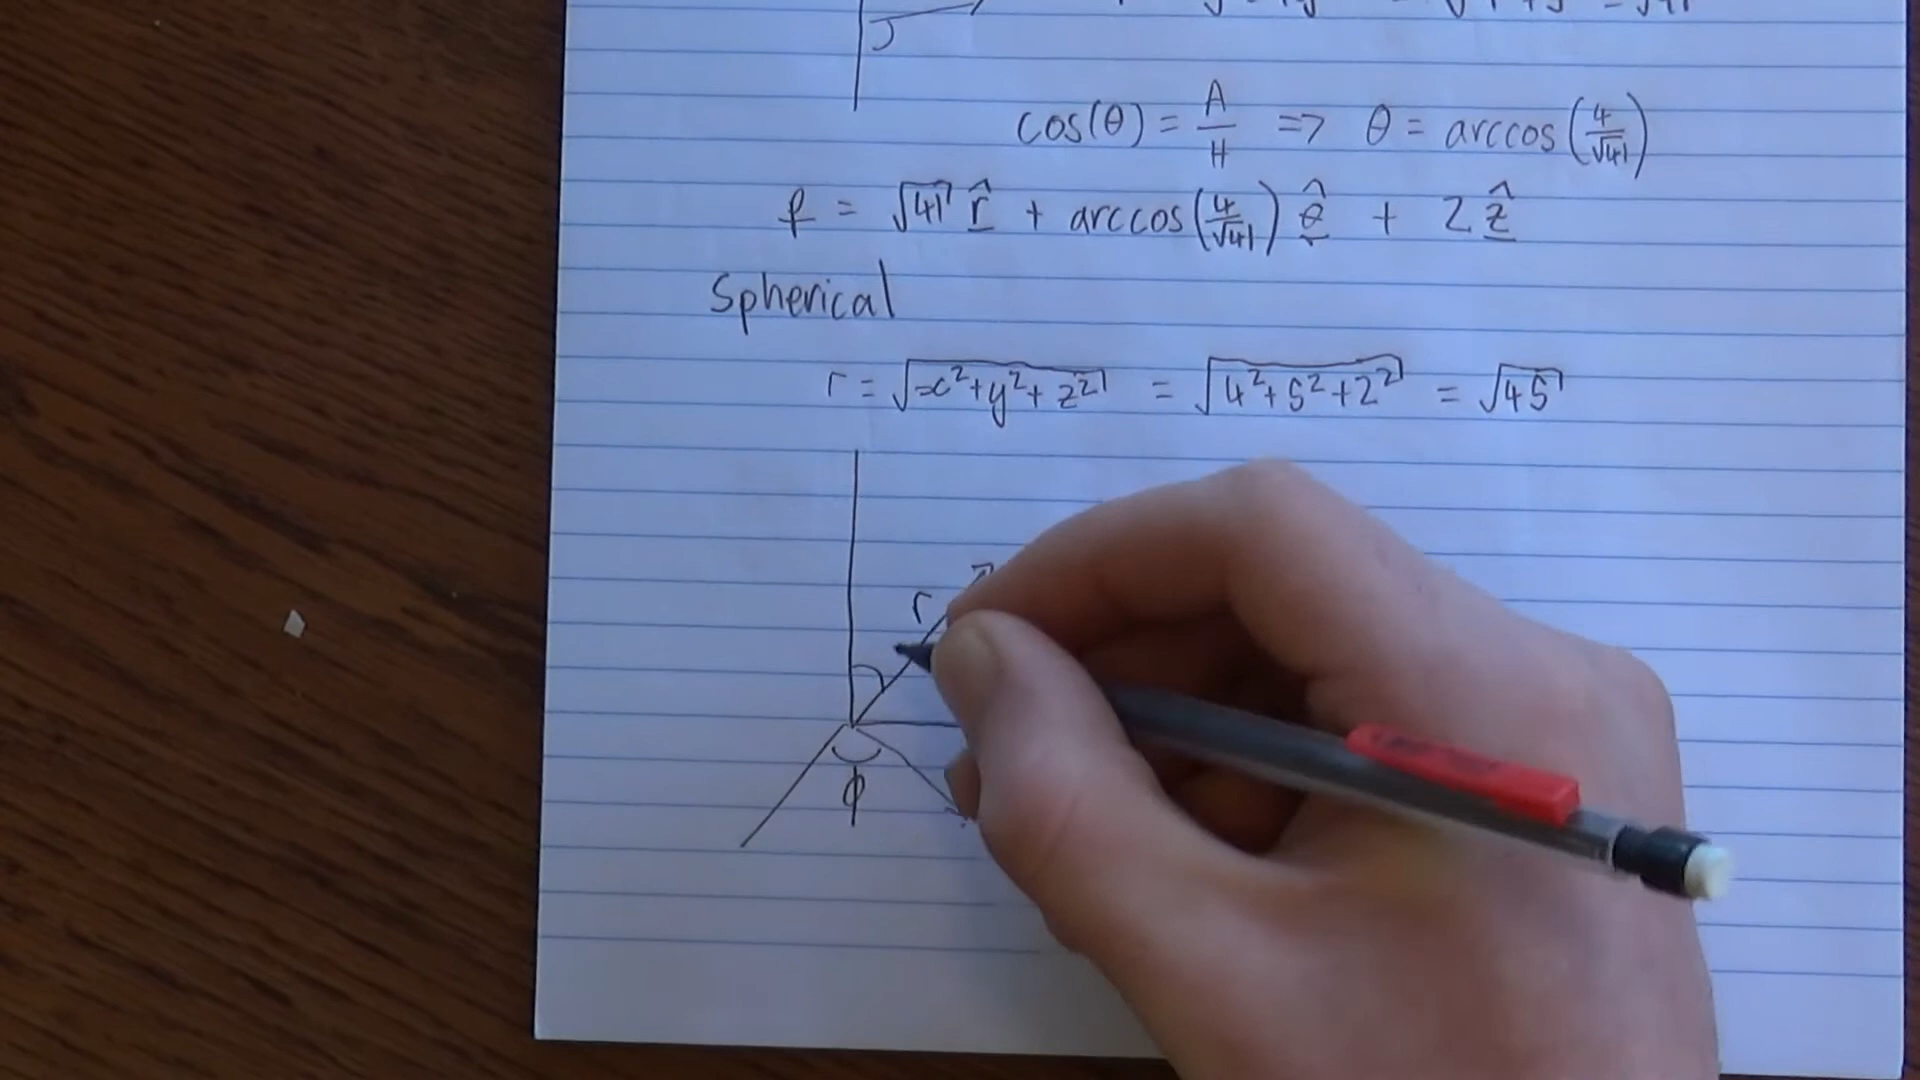 cos(θ) = A/H => θ = arccos(4/√41)
f = √41 r̂ + arccos(4/√41) θ̂ + 2 ẑ
Spherical
r = √x²+y²+z² = √4²+5²+2² = √45
r
φ